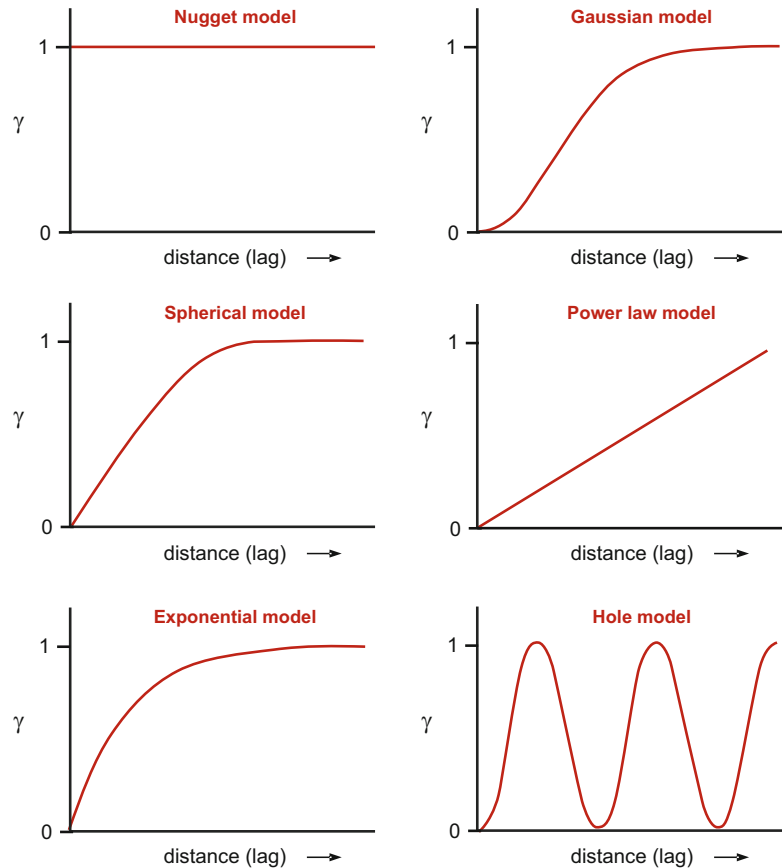 Nugget model
1
γ
0
distance (lag)
Gaussian model
1
γ
0
distance (lag)
Spherical model
1
γ
0
distance (lag)
Power law model
1
γ
0
distance (lag)
Exponential model
1
γ
0
distance (lag)
Hole model
1
γ
0
distance (lag)